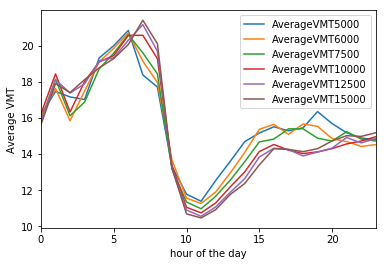 AverageVMT5000
AverageVMT6000
AverageVMT7500
AverageVMT10000
AverageVMT12500
AverageVMT15000
Average VMT
20
18
16
14
12
10
0
5
10
15
20
hour of the day